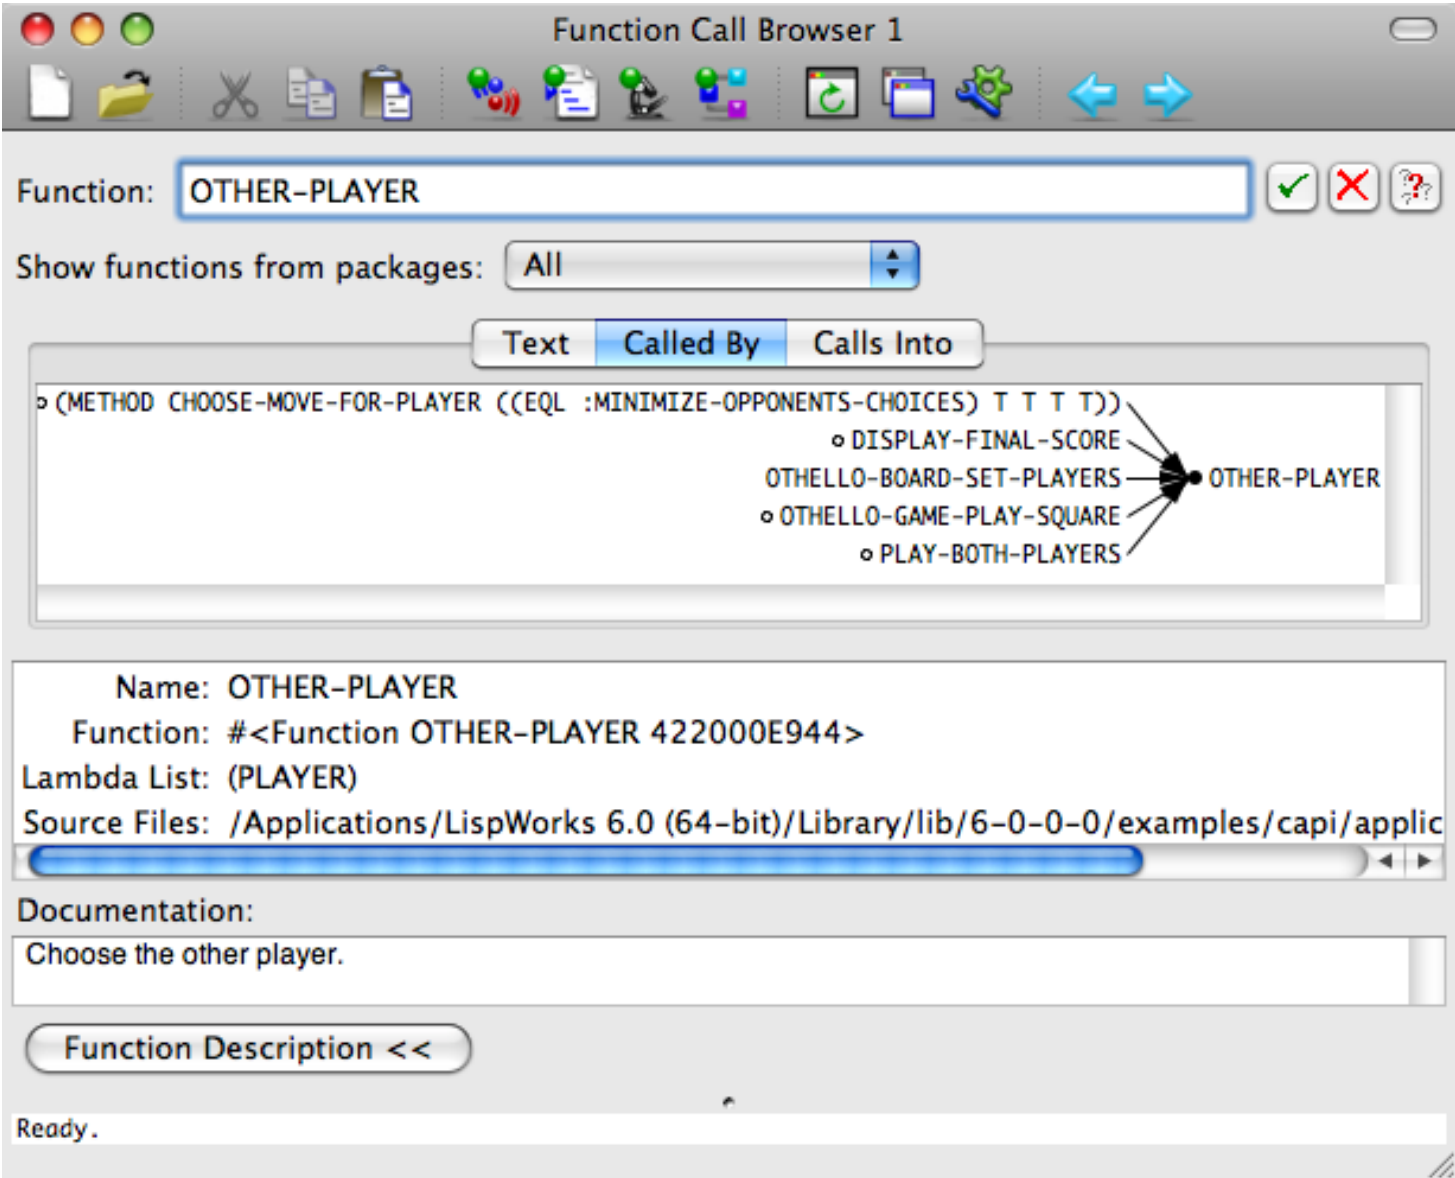 Function Call Browser 1
Function: OTHER-PLAYER
Show functions from packages: All
Text Called By Calls Into
(METHOD CHOOSE-MOVE-FOR-PLAYER ((EQL :MINIMIZE-OPPONENTS-CHOICES) T T T T))
DISPLAY-FINAL-SCORE
OTHELLO-BOARD-SET-PLAYERS OTHER-PLAYER
OTHELLO-GAME-PLAY-SQUARE
PLAY-BOTH-PLAYERS
Name: OTHER-PLAYER
Function: #<Function OTHER-PLAYER 422000E944>
Lambda List: (PLAYER)
Source Files: /Applications/LispWorks 6.0 (64-bit)/Library/lib/6-0-0-0/examples/capi/applic
Documentation:
Choose the other player.
Function Description <<
Ready.